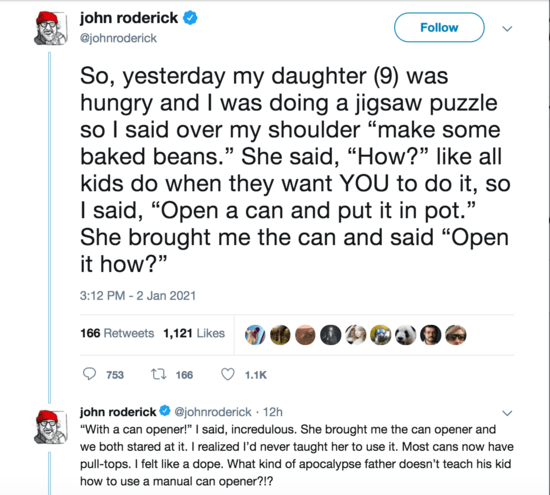 john roderick
@johnroderick
Follow
So, yesterday my daughter (9) was
hungry and I was doing a jigsaw puzzle
so I said over my shoulder “make some
baked beans.” She said, “How?” like all
kids do when they want YOU to do it, so
I said, “Open a can and put it in pot.”
She brought me the can and said “Open
it how?”
3:12 PM - 2 Jan 2021
166 Retweets 1,121 Likes
753 166 1.1K
john roderick @johnroderick · 12h
“With a can opener!” I said, incredulous. She brought me the can opener and
we both stared at it. I realized I’d never taught her to use it. Most cans now have
pull-tops. I felt like a dope. What kind of apocalypse father doesn’t teach his kid
how to use a manual can opener?!?